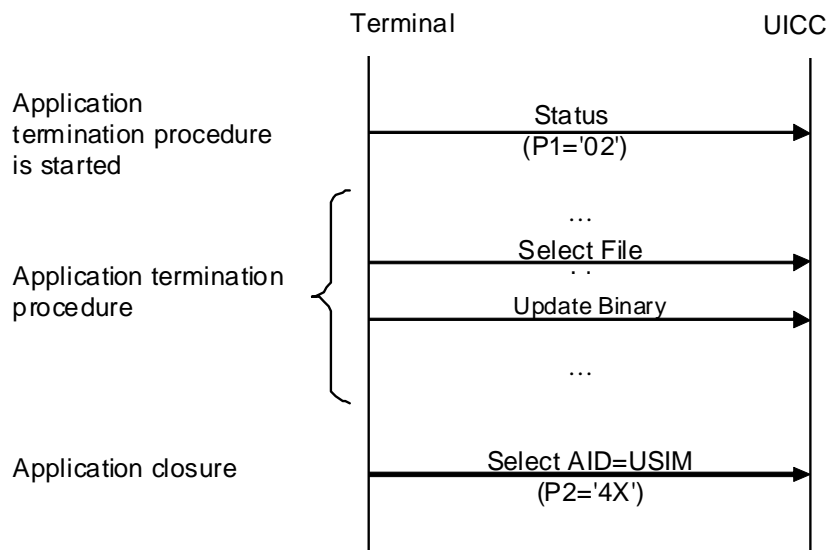 Terminal
UICC
Application
termination procedure
is started
Status
(P1='02')
...
Select File
. .
Application termination
procedure
Update Binary
...
Application closure
Select AID=USIM
(P2='4X')